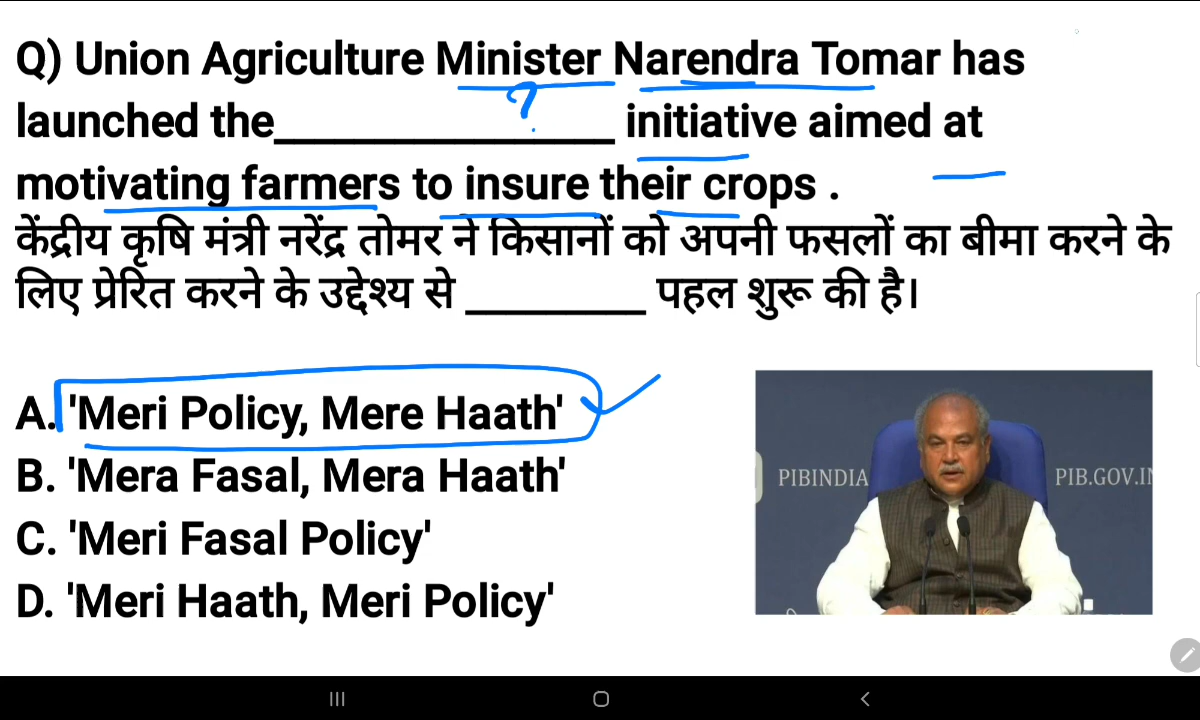 Q) Union Agriculture Minister Narendra Tomar has
launched the_______________ initiative aimed at
motivating farmers to insure their crops .
केंद्रीय कृषि मंत्री नरेंद्र तोमर ने किसानों को अपनी फसलों का बीमा करने के
लिए प्रेरित करने के उद्देश्य से __________ पहल शुरू की है।
?
A. 'Meri Policy, Mere Haath'
B. 'Mera Fasal, Mera Haath'
C. 'Meri Fasal Policy'
D. 'Meri Haath, Meri Policy'
PIBINDIA PIB.GOV.IN